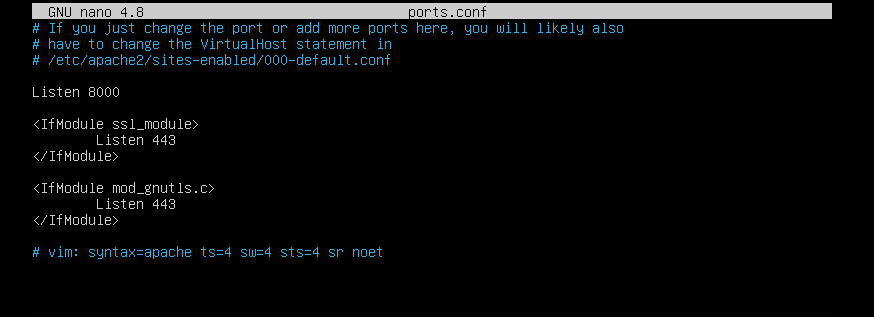 GNU nano 4.8 ports.conf
# If you just change the port or add more ports here, you will likely also
# have to change the VirtualHost statement in
# /etc/apache2/sites-enabled/000-default.conf
Listen 8000
<IfModule ssl_module>
Listen 443
</IfModule>
<IfModule mod_gnutls.c>
Listen 443
</IfModule>
# vim: syntax=apache ts=4 sw=4 sts=4 sr noet